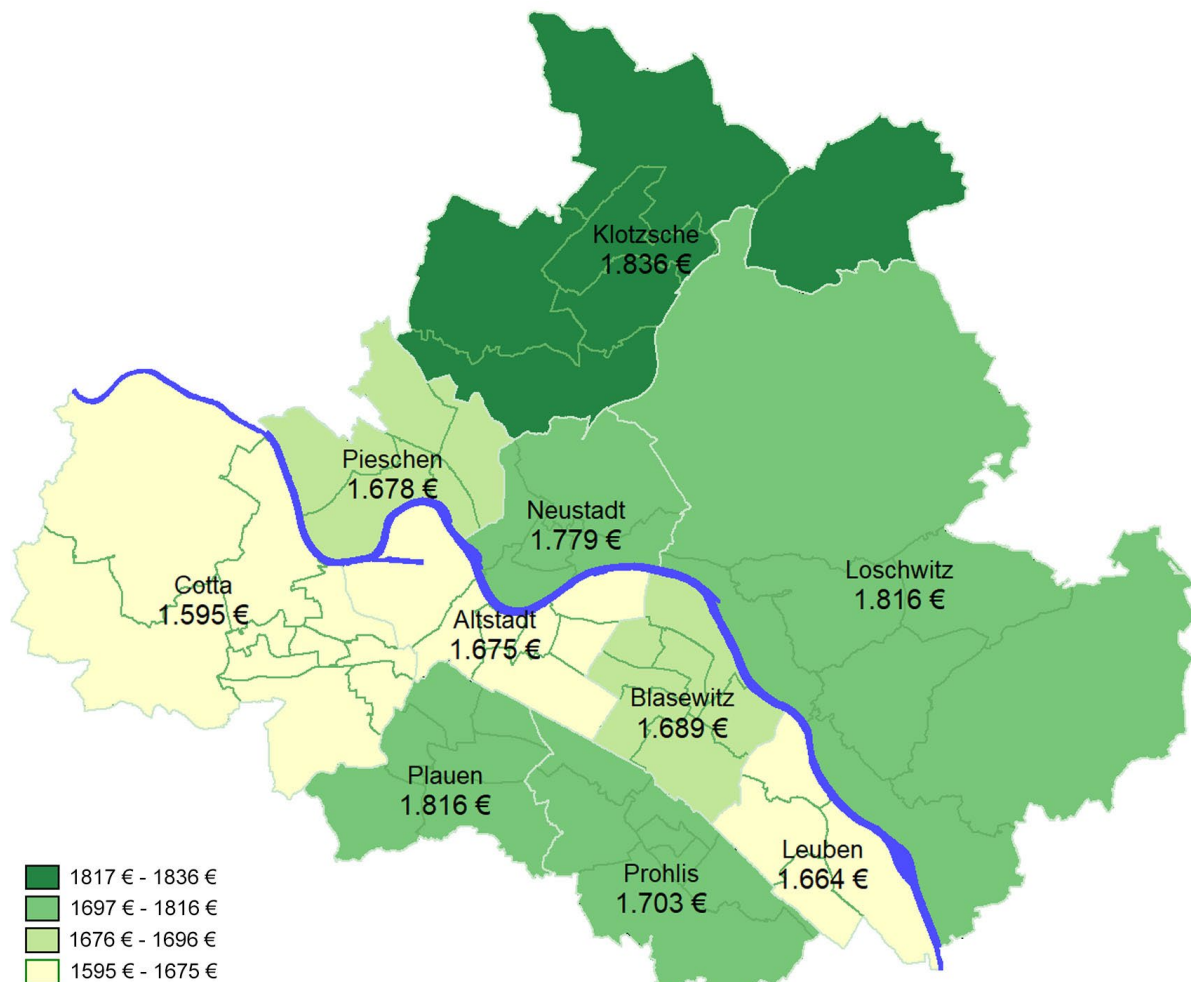 Klotzsche
1.836 €
Pieschen
1.678 €
Neustadt
1.779 €
Loschwitz
1.816 €
Cotta
1.595 €
Altstadt
1.675 €
Blasewitz
1.689 €
Plauen
1.816 €
Leuben
1.664 €
Prohlis
1.703 €
1817 € - 1836 €
1697 € - 1816 €
1676 € - 1696 €
1595 € - 1675 €